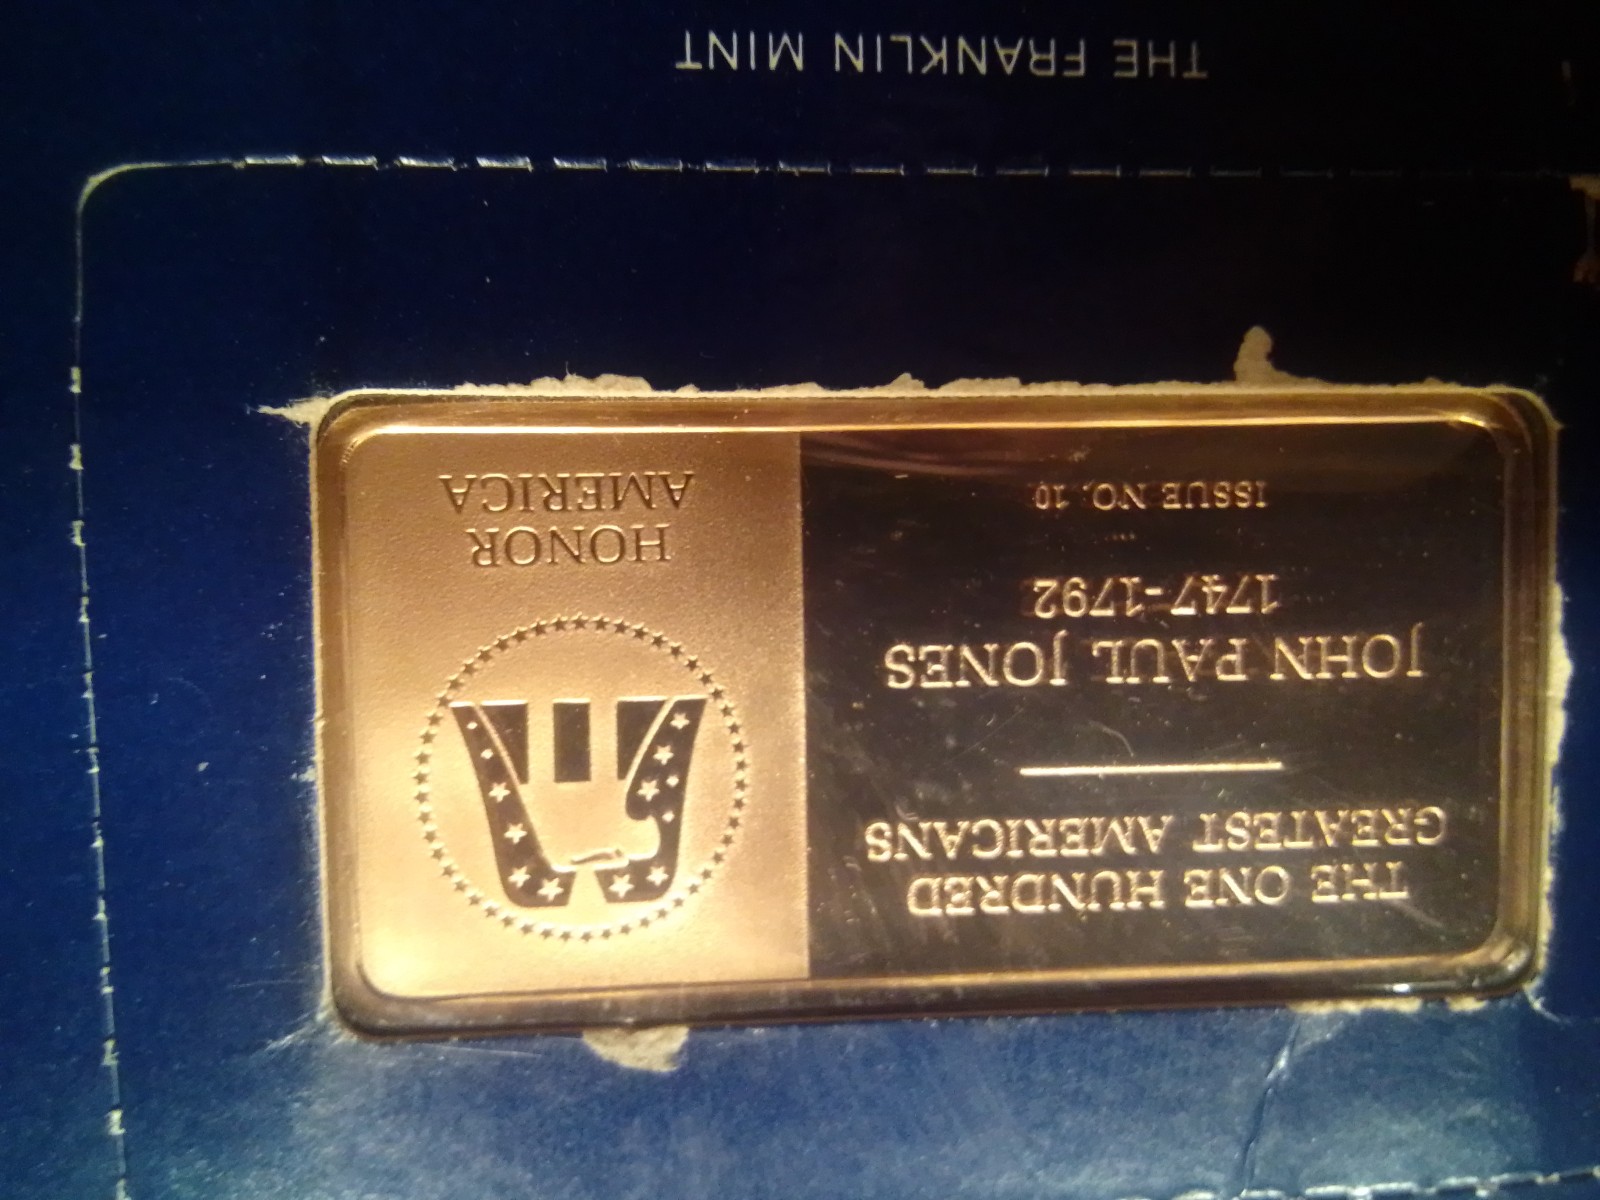 THE FRANKLIN MINT
THE ONE HUNDRED
GREATEST AMERICANS
JOHN PAUL JONES
1747-1792
ISSUE NO. 10
HONOR
AMERICA